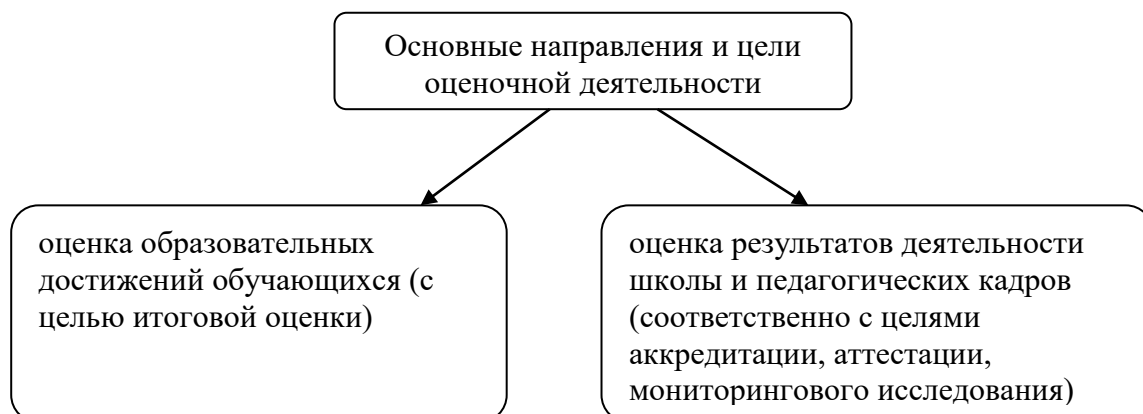 Основные направления и цели
оценочной деятельности
оценка образовательных
достижений обучающихся (с
целью итоговой оценки)
оценка результатов деятельности
школы и педагогических кадров
(соответственно с целями
аккредитации, аттестации,
мониторингового исследования)